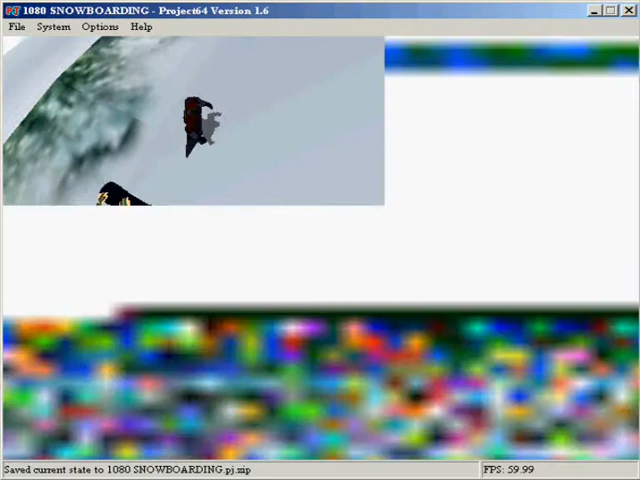 1080 SNOWBOARDING - Project64 Version 1.6
File System Options Help
Saved current state to 1080 SNOWBOARDING.pj.zip
FPS: 59.99